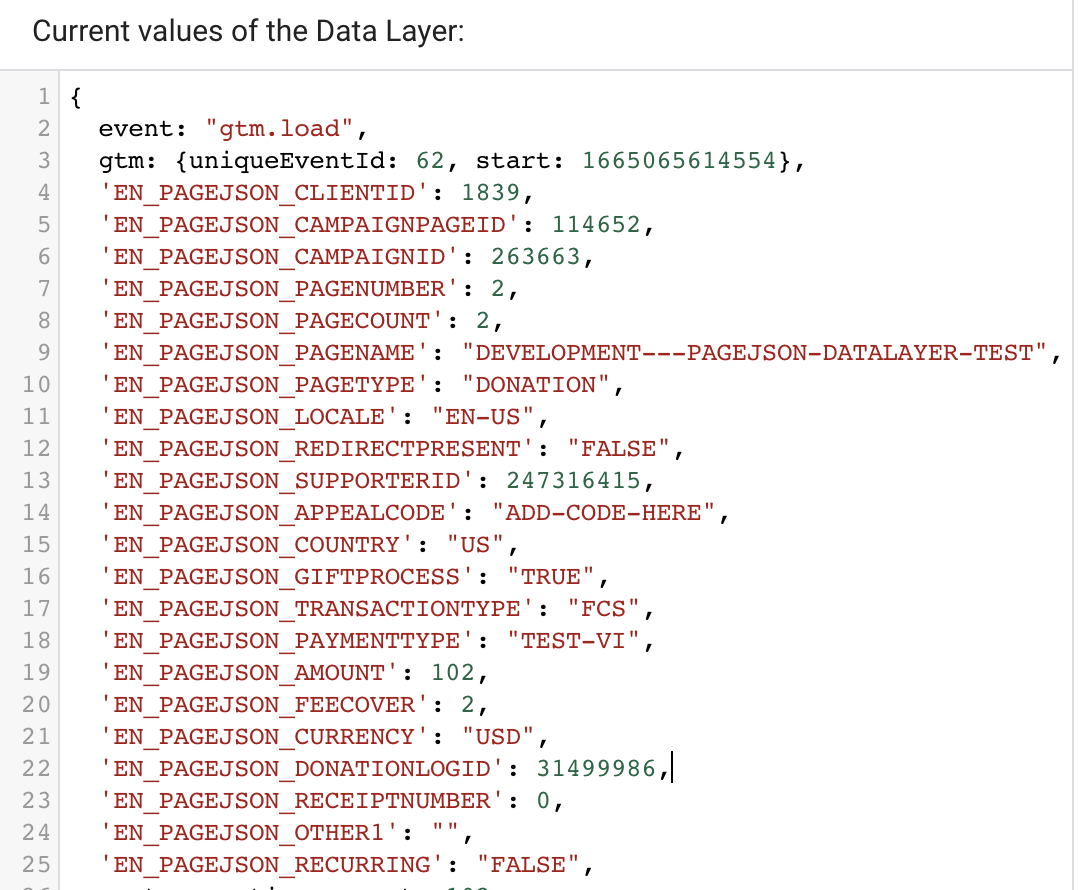 Current values of the Data Layer:
1 {
2 event: "gtm.load",
3 gtm: {uniqueEventId: 62, start: 1665065614554},
4 'EN_PAGEJSON_CLIENTID': 1839,
5 'EN_PAGEJSON_CAMPAIGNPAGEID': 114652,
6 'EN_PAGEJSON_CAMPAIGNID': 263663,
7 'EN_PAGEJSON_PAGENUMBER': 2,
8 'EN_PAGEJSON_PAGECOUNT': 2,
9 'EN_PAGEJSON_PAGENAME': "DEVELOPMENT---PAGEJSON-DATALAYER-TEST",
10 'EN_PAGEJSON_PAGETYPE': "DONATION",
11 'EN_PAGEJSON_LOCALE': "EN-US",
12 'EN_PAGEJSON_REDIRECTPRESENT': "FALSE",
13 'EN_PAGEJSON_SUPPORTERID': 247316415,
14 'EN_PAGEJSON_APPEALCODE': "ADD-CODE-HERE",
15 'EN_PAGEJSON_COUNTRY': "US",
16 'EN_PAGEJSON_GIFTPROCESS': "TRUE",
17 'EN_PAGEJSON_TRANSACTIONTYPE': "FCS",
18 'EN_PAGEJSON_PAYMENTTYPE': "TEST-VI",
19 'EN_PAGEJSON_AMOUNT': 102,
20 'EN_PAGEJSON_FEECOVER': 2,
21 'EN_PAGEJSON_CURRENCY': "USD",
22 'EN_PAGEJSON_DONATIONLOGID': 31499986,
23 'EN_PAGEJSON_RECEIPTNUMBER': 0,
24 'EN_PAGEJSON_OTHER1': "",
25 'EN_PAGEJSON_RECURRING': "FALSE",